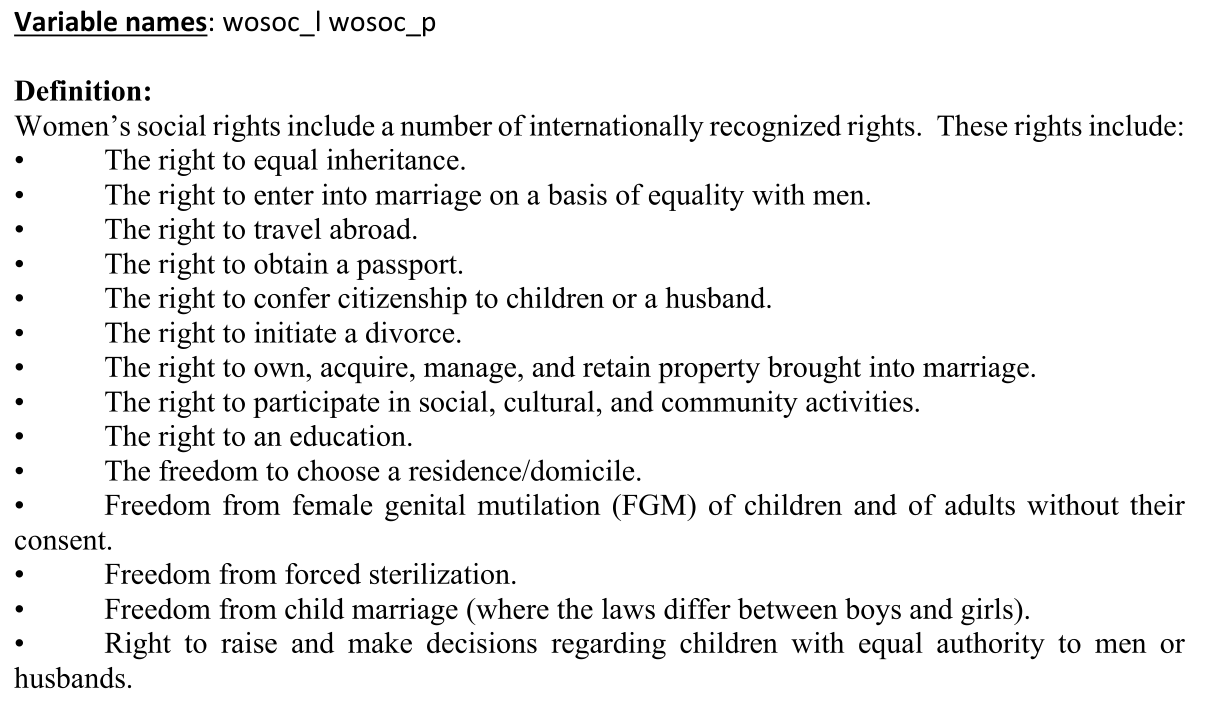 Variable names: wosoc_l wosoc_p
Definition:
Women’s social rights include a number of internationally recognized rights.  These rights include:
• The right to equal inheritance.
• The right to enter into marriage on a basis of equality with men.
• The right to travel abroad.
• The right to obtain a passport.
• The right to confer citizenship to children or a husband.
• The right to initiate a divorce.
• The right to own, acquire, manage, and retain property brought into marriage.
• The right to participate in social, cultural, and community activities.
• The right to an education.
• The freedom to choose a residence/domicile.
• Freedom from female genital mutilation (FGM) of children and of adults without their
consent.
• Freedom from forced sterilization.
• Freedom from child marriage (where the laws differ between boys and girls).
• Right to raise and make decisions regarding children with equal authority to men or
husbands.